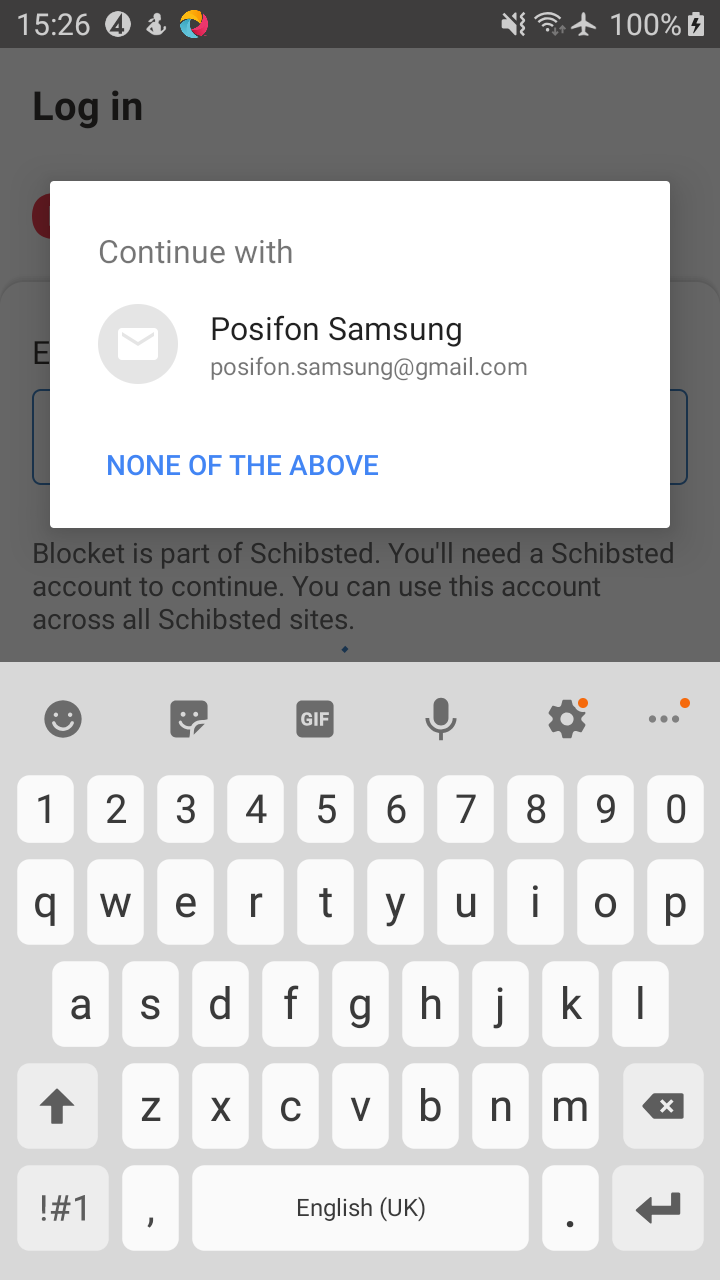 15:26 4 100%
Log in
Continue with
Posifon Samsung
posifon.samsung@gmail.com
E
NONE OF THE ABOVE
Blocket is part of Schibsted. You'll need a Schibsted
account to continue. You can use this account
across all Schibsted sites.
GIF
1 2 3 4 5 6 7 8 9 0
q w e r t y u i o p
a s d f g h j k l
z x c v b n m
!#1 , English (UK) .